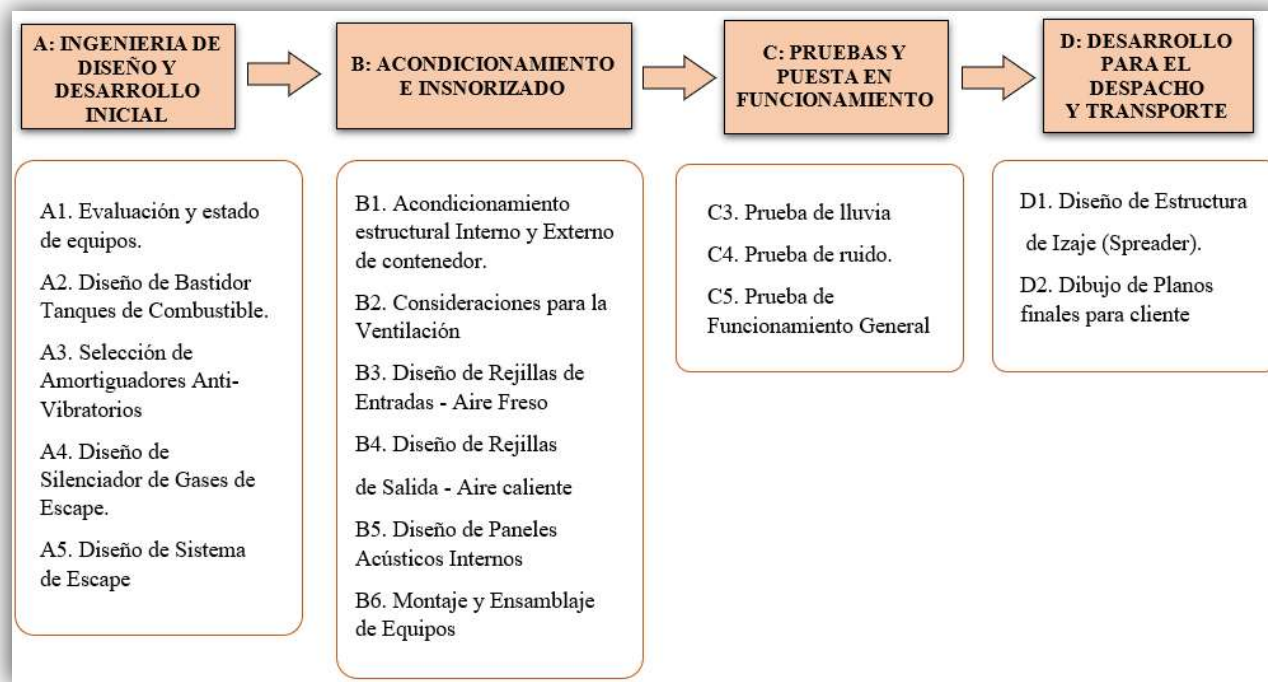 A: INGENIERIA DE
DISEÑO Y
DESARROLLO
INICIAL
B: ACONDICIONAMIENTO
E INSNORIZADO
C: PRUEBAS Y
PUESTA EN
FUNCIONAMIENTO
D: DESARROLLO
PARA EL
DESPACHO
Y TRANSPORTE
A1. Evaluación y estado
de equipos.
A2. Diseño de Bastidor
Tanques de Combustible.
A3. Selección de
Amortiguadores Anti-
Vibratorios
A4. Diseño de
Silenciador de Gases de
Escape.
A5. Diseño de Sistema
de Escape
B1. Acondicionamiento
estructural Interno y Externo
de contenedor.
B2. Consideraciones para la
Ventilación
B3. Diseño de Rejillas de
Entradas - Aire Freso
B4. Diseño de Rejillas
de Salida - Aire caliente
B5. Diseño de Paneles
Acústicos Internos
B6. Montaje y Ensamblaje
de Equipos
C3. Prueba de lluvia
C4. Prueba de ruido.
C5. Prueba de
Funcionamiento General
D1. Diseño de Estructura
de Izaje (Spreader).
D2. Dibujo de Planos
finales para cliente